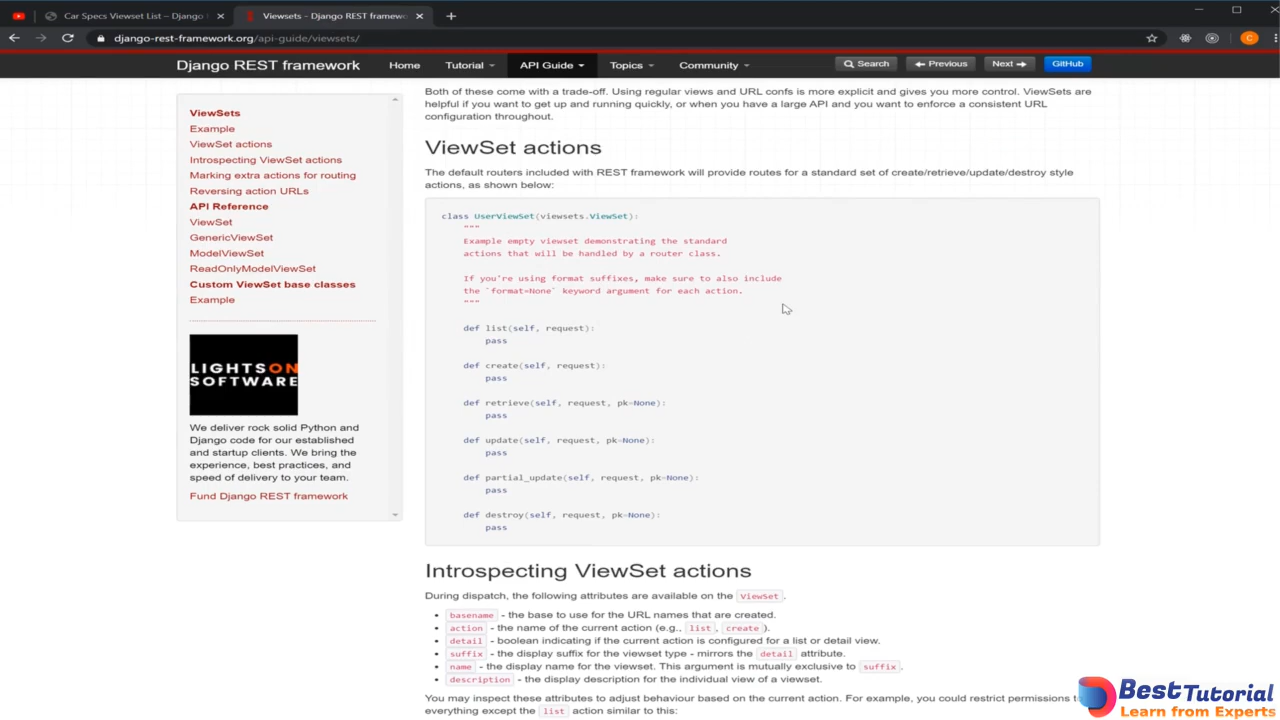 Car Specs Viewset List – Django
Viewsets - Django REST framewo
django-rest-framework.org/api-guide/viewsets/
C
Django REST framework
Home
Tutorial
API Guide
Topics
Community
Search
Previous
Next
GitHub
ViewSets
Example
ViewSet actions
Introspecting ViewSet actions
Marking extra actions for routing
Reversing action URLs
API Reference
ViewSet
GenericViewSet
ModelViewSet
ReadOnlyModelViewSet
Custom ViewSet base classes
Example
LIGHTSON
SOFTWARE
We deliver rock solid Python and
Django code for our established
and startup clients. We bring the
experience, best practices, and
speed of delivery to your team.
Fund Django REST framework
Both of these come with a trade-off. Using regular views and URL confs is more explicit and gives you more control. ViewSets are
helpful if you want to get up and running quickly, or when you have a large API and you want to enforce a consistent URL
configuration throughout.
ViewSet actions
The default routers included with REST framework will provide routes for a standard set of create/retrieve/update/destroy style
actions, as shown below:
class UserViewSet(viewsets.ViewSet):
"""
Example empty viewset demonstrating the standard
actions that will be handled by a router class.
If you're using format suffixes, make sure to also include
the `format=None` keyword argument for each action.
"""
def list(self, request):
pass
def create(self, request):
pass
def retrieve(self, request, pk=None):
pass
def update(self, request, pk=None):
pass
def partial_update(self, request, pk=None):
pass
def destroy(self, request, pk=None):
pass
Introspecting ViewSet actions
During dispatch, the following attributes are available on the ViewSet.
• basename - the base to use for the URL names that are created.
• action - the name of the current action (e.g., list, create).
• detail - boolean indicating if the current action is configured for a list or detail view.
• suffix - the display suffix for the viewset type - mirrors the detail attribute.
• name - the display name for the viewset. This argument is mutually exclusive to suffix.
• description - the display description for the individual view of a viewset.
You may inspect these attributes to adjust behaviour based on the current action. For example, you could restrict permissions to
everything except the list action similar to this:
BestTutorial
Learn from Experts